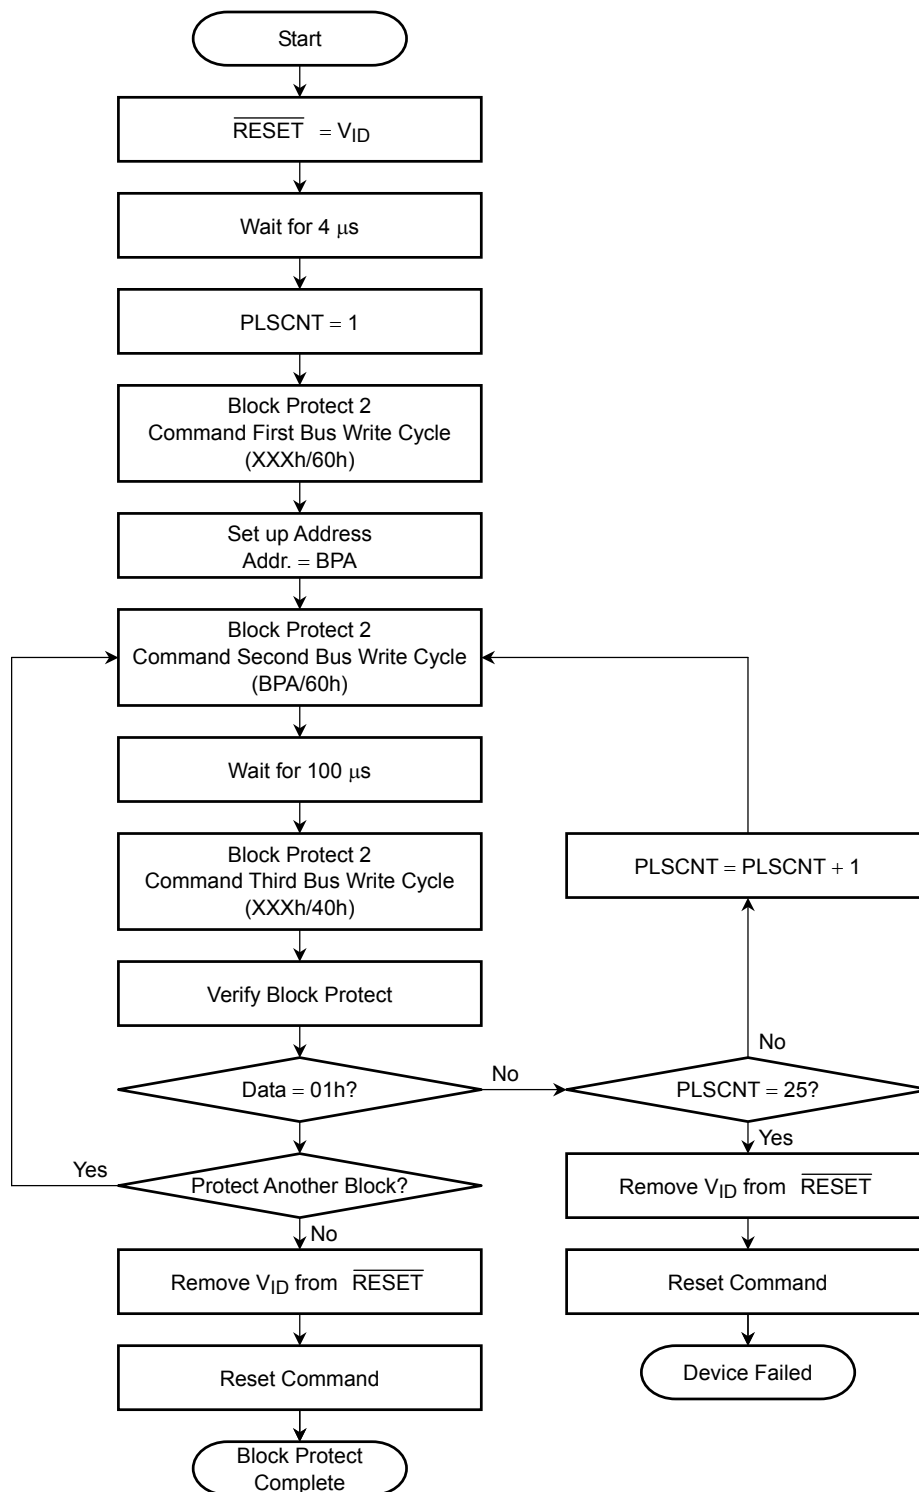 Start
RESET = VID
Wait for 4 μs
PLSCNT = 1
Block Protect 2
Command First Bus Write Cycle
(XXXh/60h)
Set up Address
Addr. = BPA
Block Protect 2
Command Second Bus Write Cycle
(BPA/60h)
Wait for 100 μs
Block Protect 2
Command Third Bus Write Cycle
(XXXh/40h)
PLSCNT = PLSCNT + 1
Verify Block Protect
No
Data = 01h?
No
PLSCNT = 25?
Yes
Yes
Protect Another Block?
Remove VID from RESET
No
Remove VID from RESET
Reset Command
Reset Command
Device Failed
Block Protect
Complete